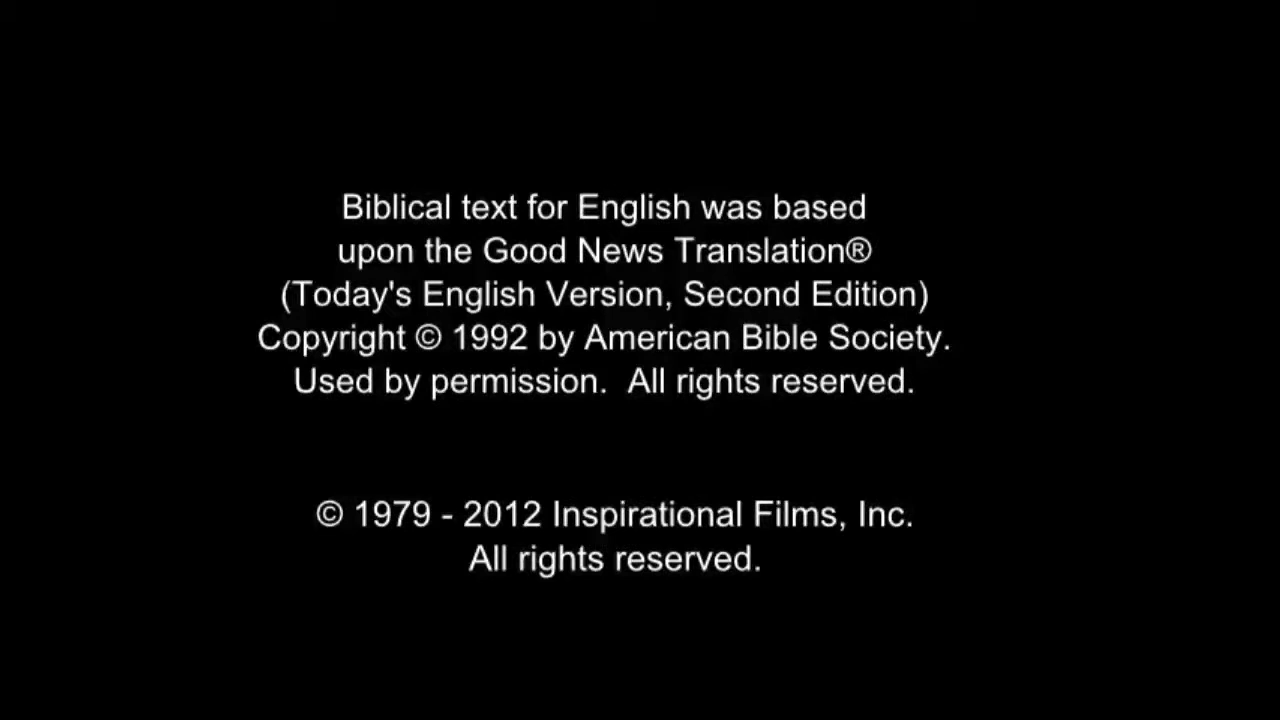 Biblical text for English was based
upon the Good News Translation®
(Today's English Version, Second Edition)
Copyright © 1992 by American Bible Society.
Used by permission.  All rights reserved.
© 1979 - 2012 Inspirational Films, Inc.
All rights reserved.